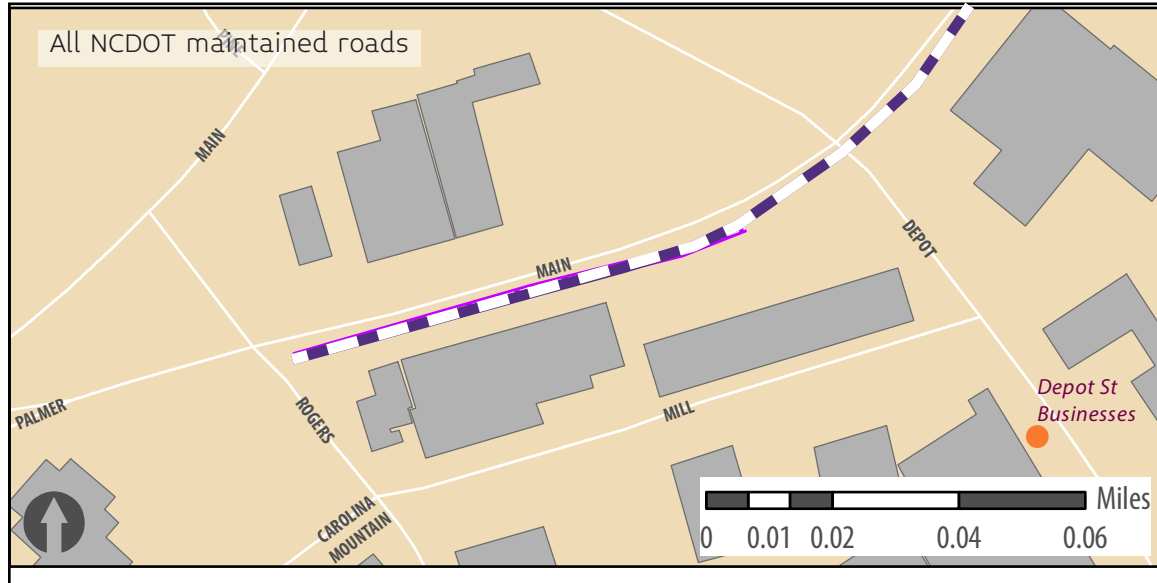 All NCDOT maintained roads
PINE
MAIN
MAIN
DEPOT
PALMER
ROGERS
MILL
Depot St
Businesses
CAROLINA
MOUNTAIN
Miles
0 0.01 0.02 0.04 0.06